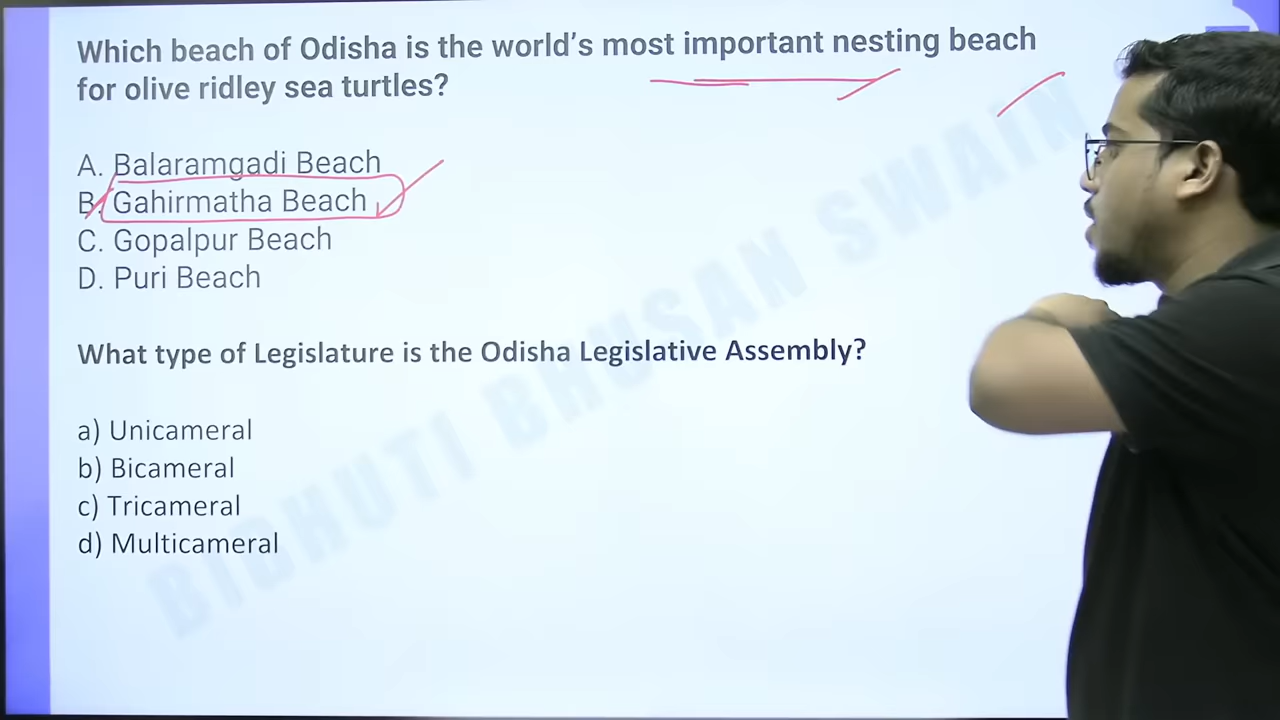 Which beach of Odisha is the world's most important nesting beach
for olive ridley sea turtles?
A. Balaramgadi Beach
B. Gahirmatha Beach
C. Gopalpur Beach
D. Puri Beach
What type of Legislature is the Odisha Legislative Assembly?
a) Unicameral
b) Bicameral
c) Tricameral
d) Multicameral
BIBHUTI BHUSAN SWAIN